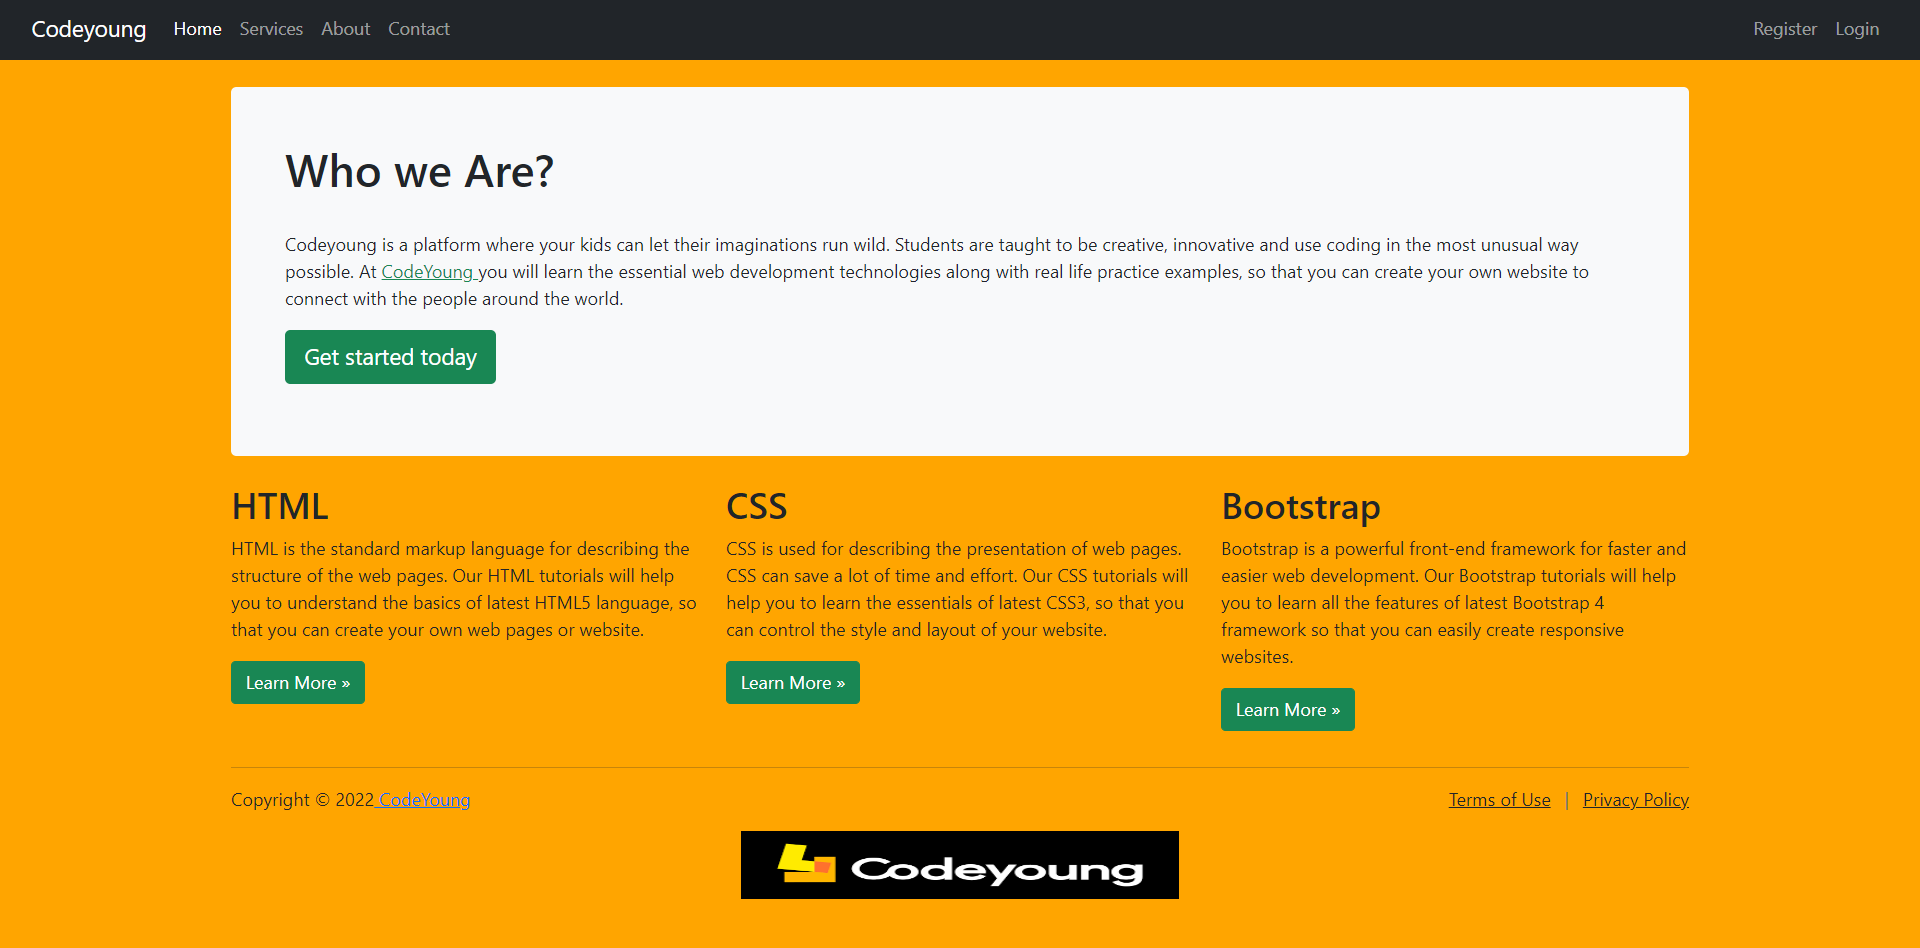 Codeyoung Home Services About Contact Register Login
Who we Are?
Codeyoung is a platform where your kids can let their imaginations run wild. Students are taught to be creative, innovative and use coding in the most unusual way
possible. At CodeYoung you will learn the essential web development technologies along with real life practice examples, so that you can create your own website to
connect with the people around the world.
Get started today
HTML
HTML is the standard markup language for describing the
structure of the web pages. Our HTML tutorials will help
you to understand the basics of latest HTML5 language, so
that you can create your own web pages or website.
Learn More »
CSS
CSS is used for describing the presentation of web pages.
CSS can save a lot of time and effort. Our CSS tutorials will
help you to learn the essentials of latest CSS3, so that you
can control the style and layout of your website.
Learn More »
Bootstrap
Bootstrap is a powerful front-end framework for faster and
easier web development. Our Bootstrap tutorials will help
you to learn all the features of latest Bootstrap 4
framework so that you can easily create responsive
websites.
Learn More »
Copyright © 2022 CodeYoung
Terms of Use | Privacy Policy
Codeyoung